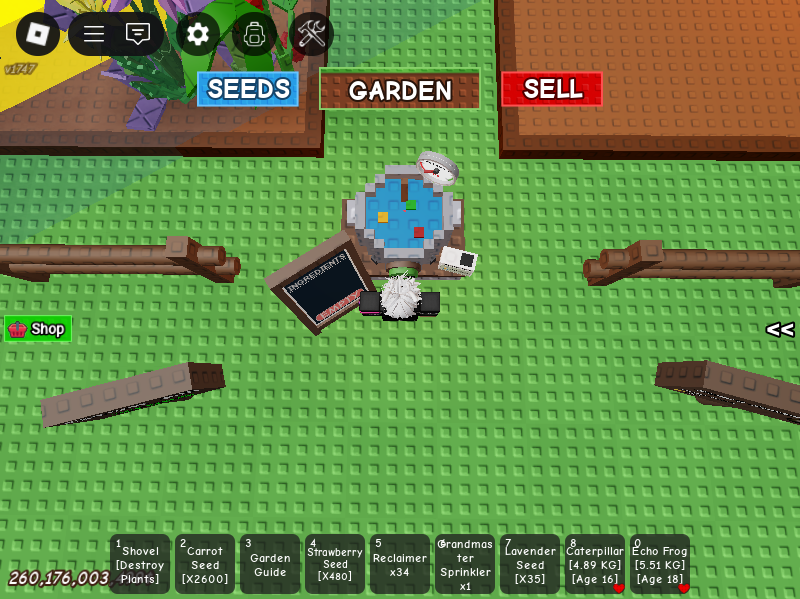 v1747
SEEDS
GARDEN
SELL
INGREDIENTS
Shop
<<
1
Shovel
[Destroy
Plants]
2
Carrot
Seed
[X2600]
3
Garden
Guide
4
Strawberry
Seed
[X480]
5
Reclaimer
x34
6
Grandmas
ter
Sprinkler
x1
7
Lavender
Seed
[X35]
8
Caterpillar
[4.89 KG]
[Age 16]
0
Echo Frog
[5.51 KG]
[Age 18]
260,176,003